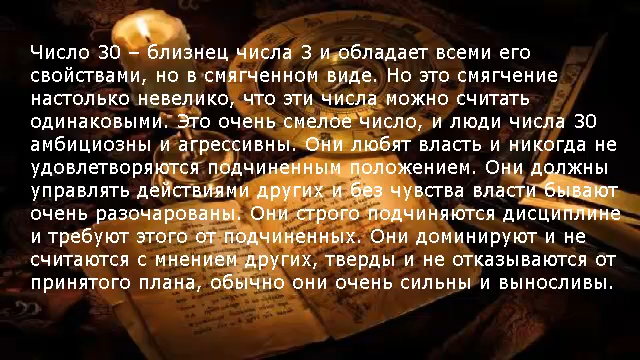 Число 30 – близнец числа 3 и обладает всеми его
свойствами, но в смягченном виде. Но это смягчение
настолько невелико, что эти числа можно считать
одинаковыми. Это очень смелое число, и люди числа 30
амбициозны и агрессивны. Они любят власть и никогда не
удовлетворяются подчиненным положением. Они должны
управлять действиями других и без чувства власти бывают
очень разочарованы. Они строго подчиняются дисциплине
и требуют этого от подчиненных. Они доминируют и не
считаются с мнением других, тверды и не отказываются от
принятого плана, обычно они очень сильны и выносливы.